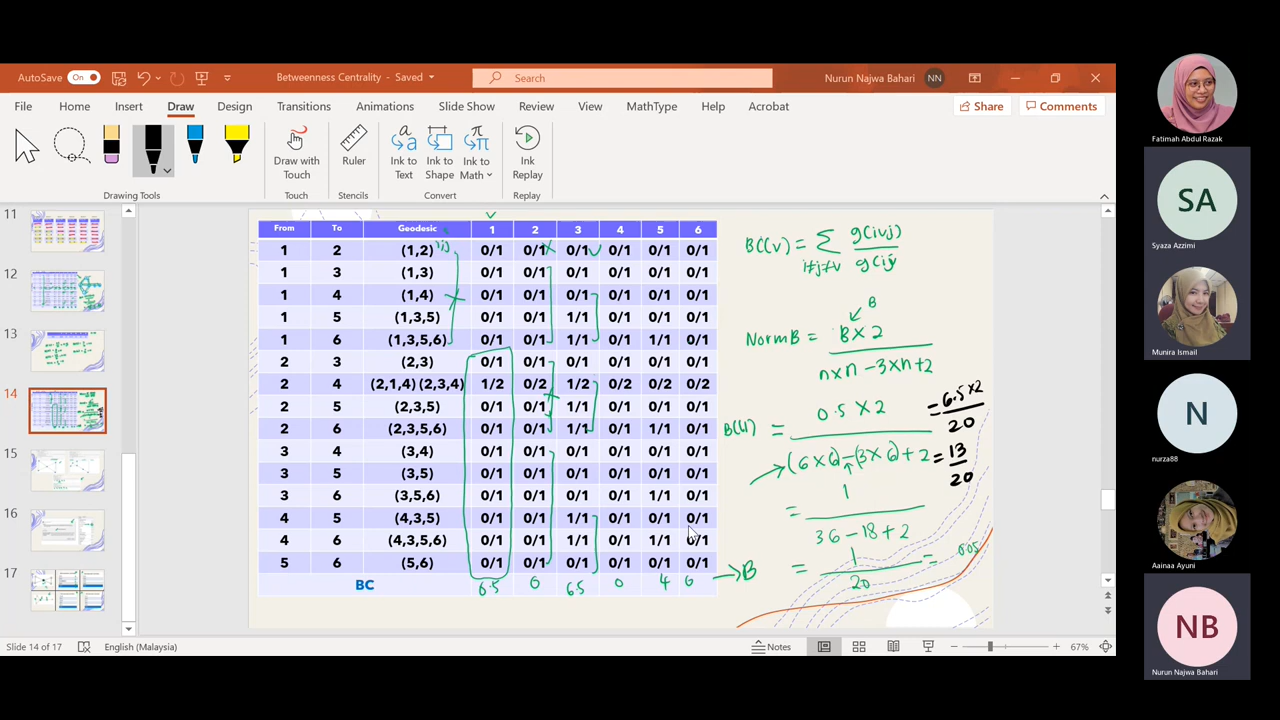 AutoSave On
Betweenness Centrality - Saved
Search
Nurun Najwa Bahari NN
File Home Insert Draw Design Transitions Animations Slide Show Review View MathType Help Acrobat Share Comments
Draw with Touch
Ruler
Ink to Text
Ink to Shape
Ink to Math
Ink Replay
Drawing Tools Touch Stencils Convert Replay
11
12
13
14
15
16
17
v
From To Geodesic 1 2 3 4 5 6
1 2 (1,2) 0/1 0/1 0/1 0/1 0/1 0/1
1 3 (1,3) 0/1 0/1 0/1 0/1 0/1 0/1
1 4 (1,4) 0/1 0/1 0/1 0/1 0/1 0/1
1 5 (1,3,5) 0/1 0/1 1/1 0/1 0/1 0/1
1 6 (1,3,5,6) 0/1 0/1 1/1 0/1 1/1 0/1
2 3 (2,3) 0/1 0/1 0/1 0/1 0/1 0/1
2 4 (2,1,4) (2,3,4) 1/2 0/2 1/2 0/2 0/2 0/2
2 5 (2,3,5) 0/1 0/1 1/1 0/1 0/1 0/1
2 6 (2,3,5,6) 0/1 0/1 1/1 0/1 1/1 0/1
3 4 (3,4) 0/1 0/1 0/1 0/1 0/1 0/1
3 5 (3,5) 0/1 0/1 0/1 0/1 0/1 0/1
3 6 (3,5,6) 0/1 0/1 0/1 0/1 1/1 0/1
4 5 (4,3,5) 0/1 0/1 1/1 0/1 0/1 0/1
4 6 (4,3,5,6) 0/1 0/1 1/1 0/1 1/1 0/1
5 6 (5,6) 0/1 0/1 0/1 0/1 0/1 0/1
BC 0.5 0 6.5 0 4 0
BC(v) = Σ g(ivj)
i≠j≠v g(ij)
B
NormB = B × 2
n×n − 3×n + 2
B(1) = 0.5 × 2
(6×6) − (3×6) + 2
= 6.5 × 2
20
= 13
20
= 1
36 − 18 + 2
→ B = 1 = 0.05
20
Slide 14 of 17 English (Malaysia) Notes 67%
Fatimah Abdul Razak
SA
Syaza Azzimi
Munira Ismail
N
nurza88
Aainaa Ayuni
NB
Nurun Najwa Bahari